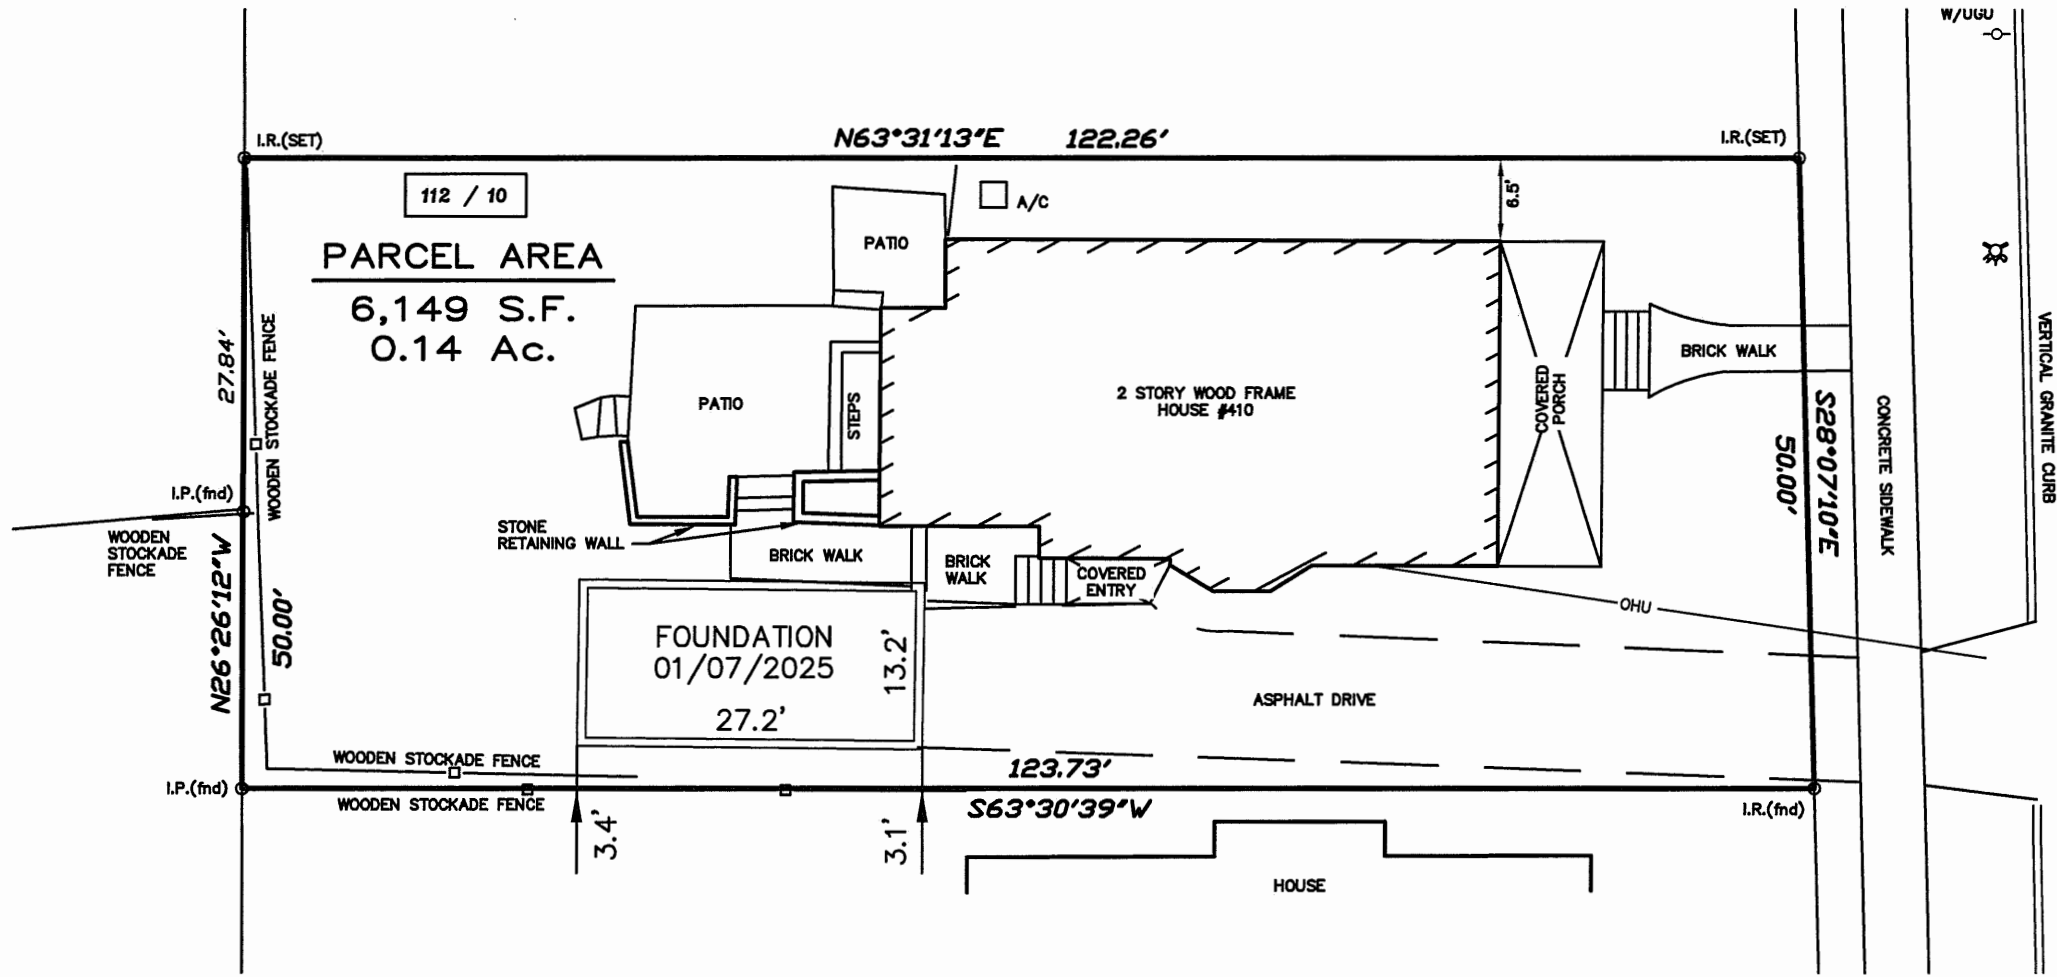 W/UGU
I.R.(SET)
N63°31'13"E 122.26'
I.R.(SET)
112 / 10
A/C
6.5'
PARCEL AREA
6,149 S.F.
0.14 Ac.
PATIO
27.84'
WOODEN STOCKADE FENCE
PATIO
STEPS
2 STORY WOOD FRAME
HOUSE #410
COVERED
PORCH
BRICK WALK
S28°07'10"E
50.00'
CONCRETE SIDEWALK
VERTICAL GRANITE CURB
I.P.(fnd)
WOODEN
STOCKADE
FENCE
STONE
RETAINING WALL
BRICK WALK
BRICK
WALK
COVERED
ENTRY
OHU
N26°26'12"W
50.00'
FOUNDATION
01/07/2025
27.2'
13.2'
ASPHALT DRIVE
WOODEN STOCKADE FENCE
123.73'
I.P.(fnd)
WOODEN STOCKADE FENCE
S63°30'39"W
I.R.(fnd)
3.4'
3.1'
HOUSE